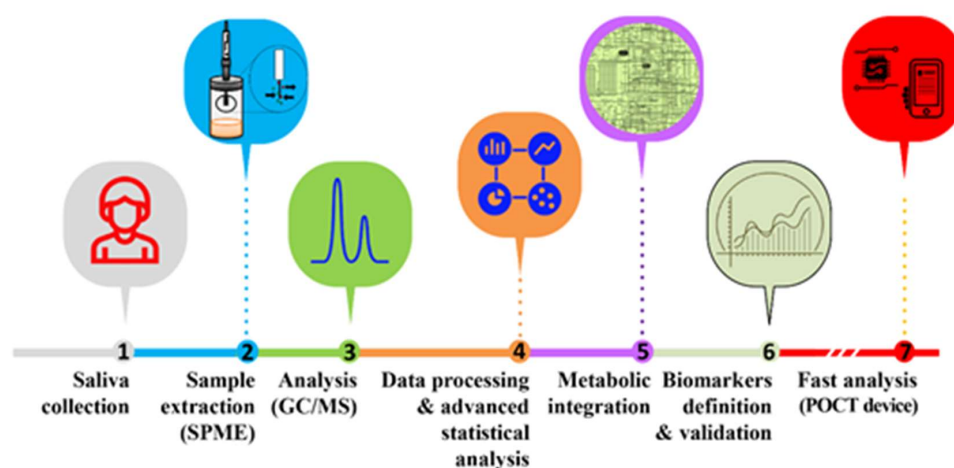 1
2
3
4
5
6
7
Saliva
collection
Sample
extraction
(SPME)
Analysis
(GC/MS)
Data processing
& advanced
statistical
analysis
Metabolic
integration
Biomarkers
definition
& validation
Fast analysis
(POCT device)